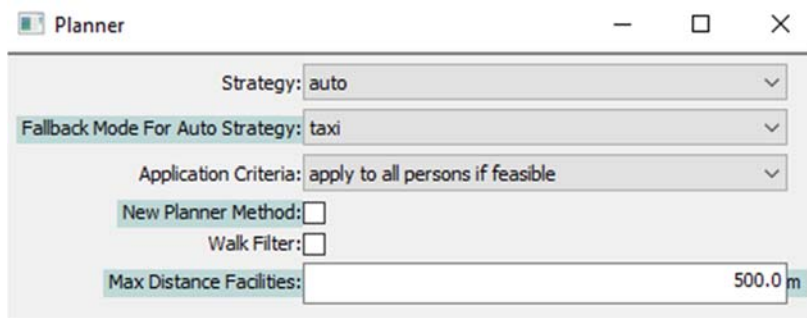 Planner
Strategy: auto
Fallback Mode For Auto Strategy: taxi
Application Criteria: apply to all persons if feasible
New Planner Method:
Walk Filter:
Max Distance Facilities: 500.0 m